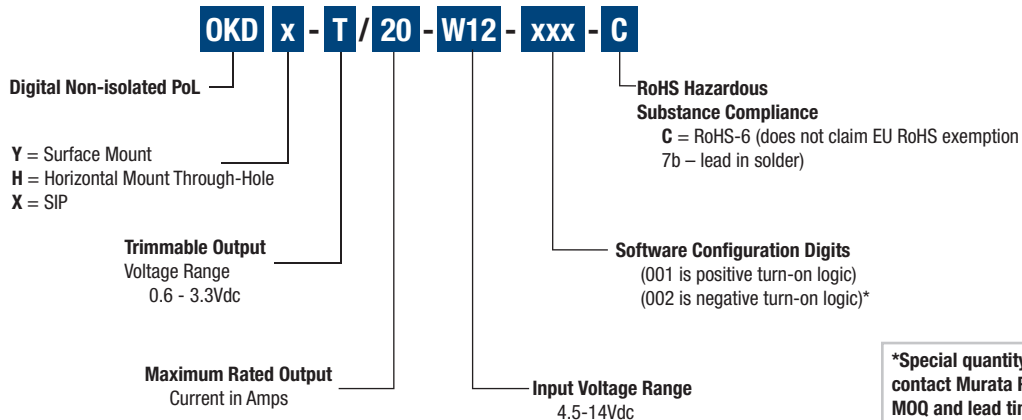 OKD x - T / 20 - W12 - xxx - C
Digital Non-isolated PoL
Y = Surface Mount
H = Horizontal Mount Through-Hole
X = SIP
Trimmable Output
Voltage Range
0.6 - 3.3Vdc
Maximum Rated Output
Current in Amps
RoHS Hazardous
Substance Compliance
C = RoHS-6 (does not claim EU RoHS exemption
7b – lead in solder)
Software Configuration Digits
(001 is positive turn-on logic)
(002 is negative turn-on logic)*
Input Voltage Range
4.5-14Vdc
*Special quantity
contact Murata
MOQ and lead